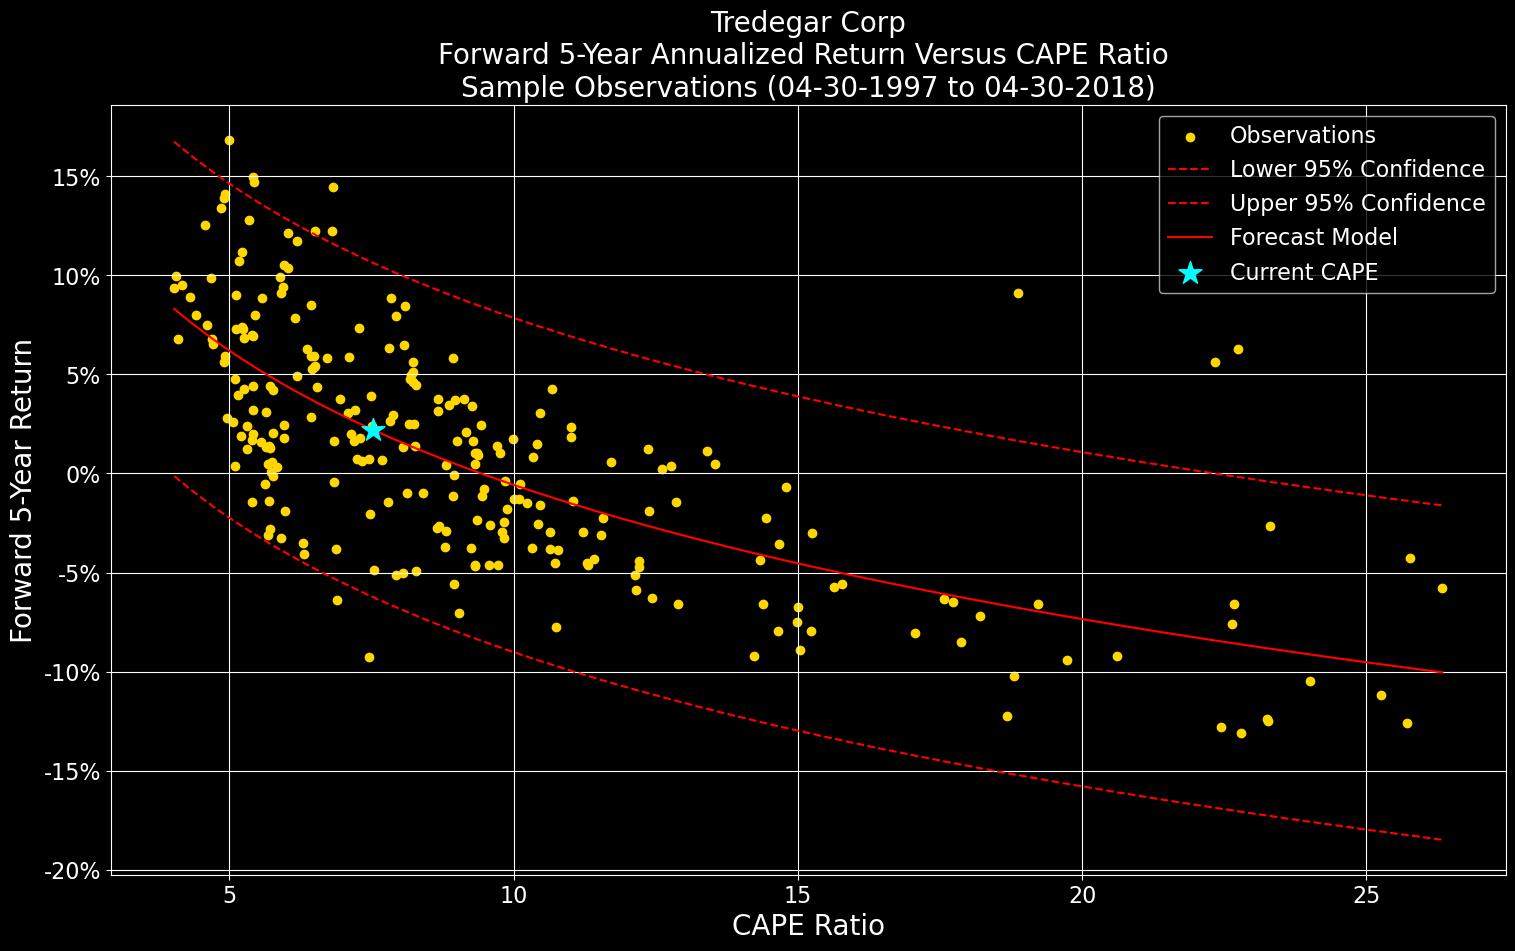 Tredegar Corp
Forward 5-Year Annualized Return Versus CAPE Ratio
Sample Observations (04-30-1997 to 04-30-2018)
Observations
Lower 95% Confidence
Upper 95% Confidence
Forecast Model
Current CAPE
Forward 5-Year Return
15%
10%
5%
0%
-5%
-10%
-15%
-20%
5
10
15
20
25
CAPE Ratio